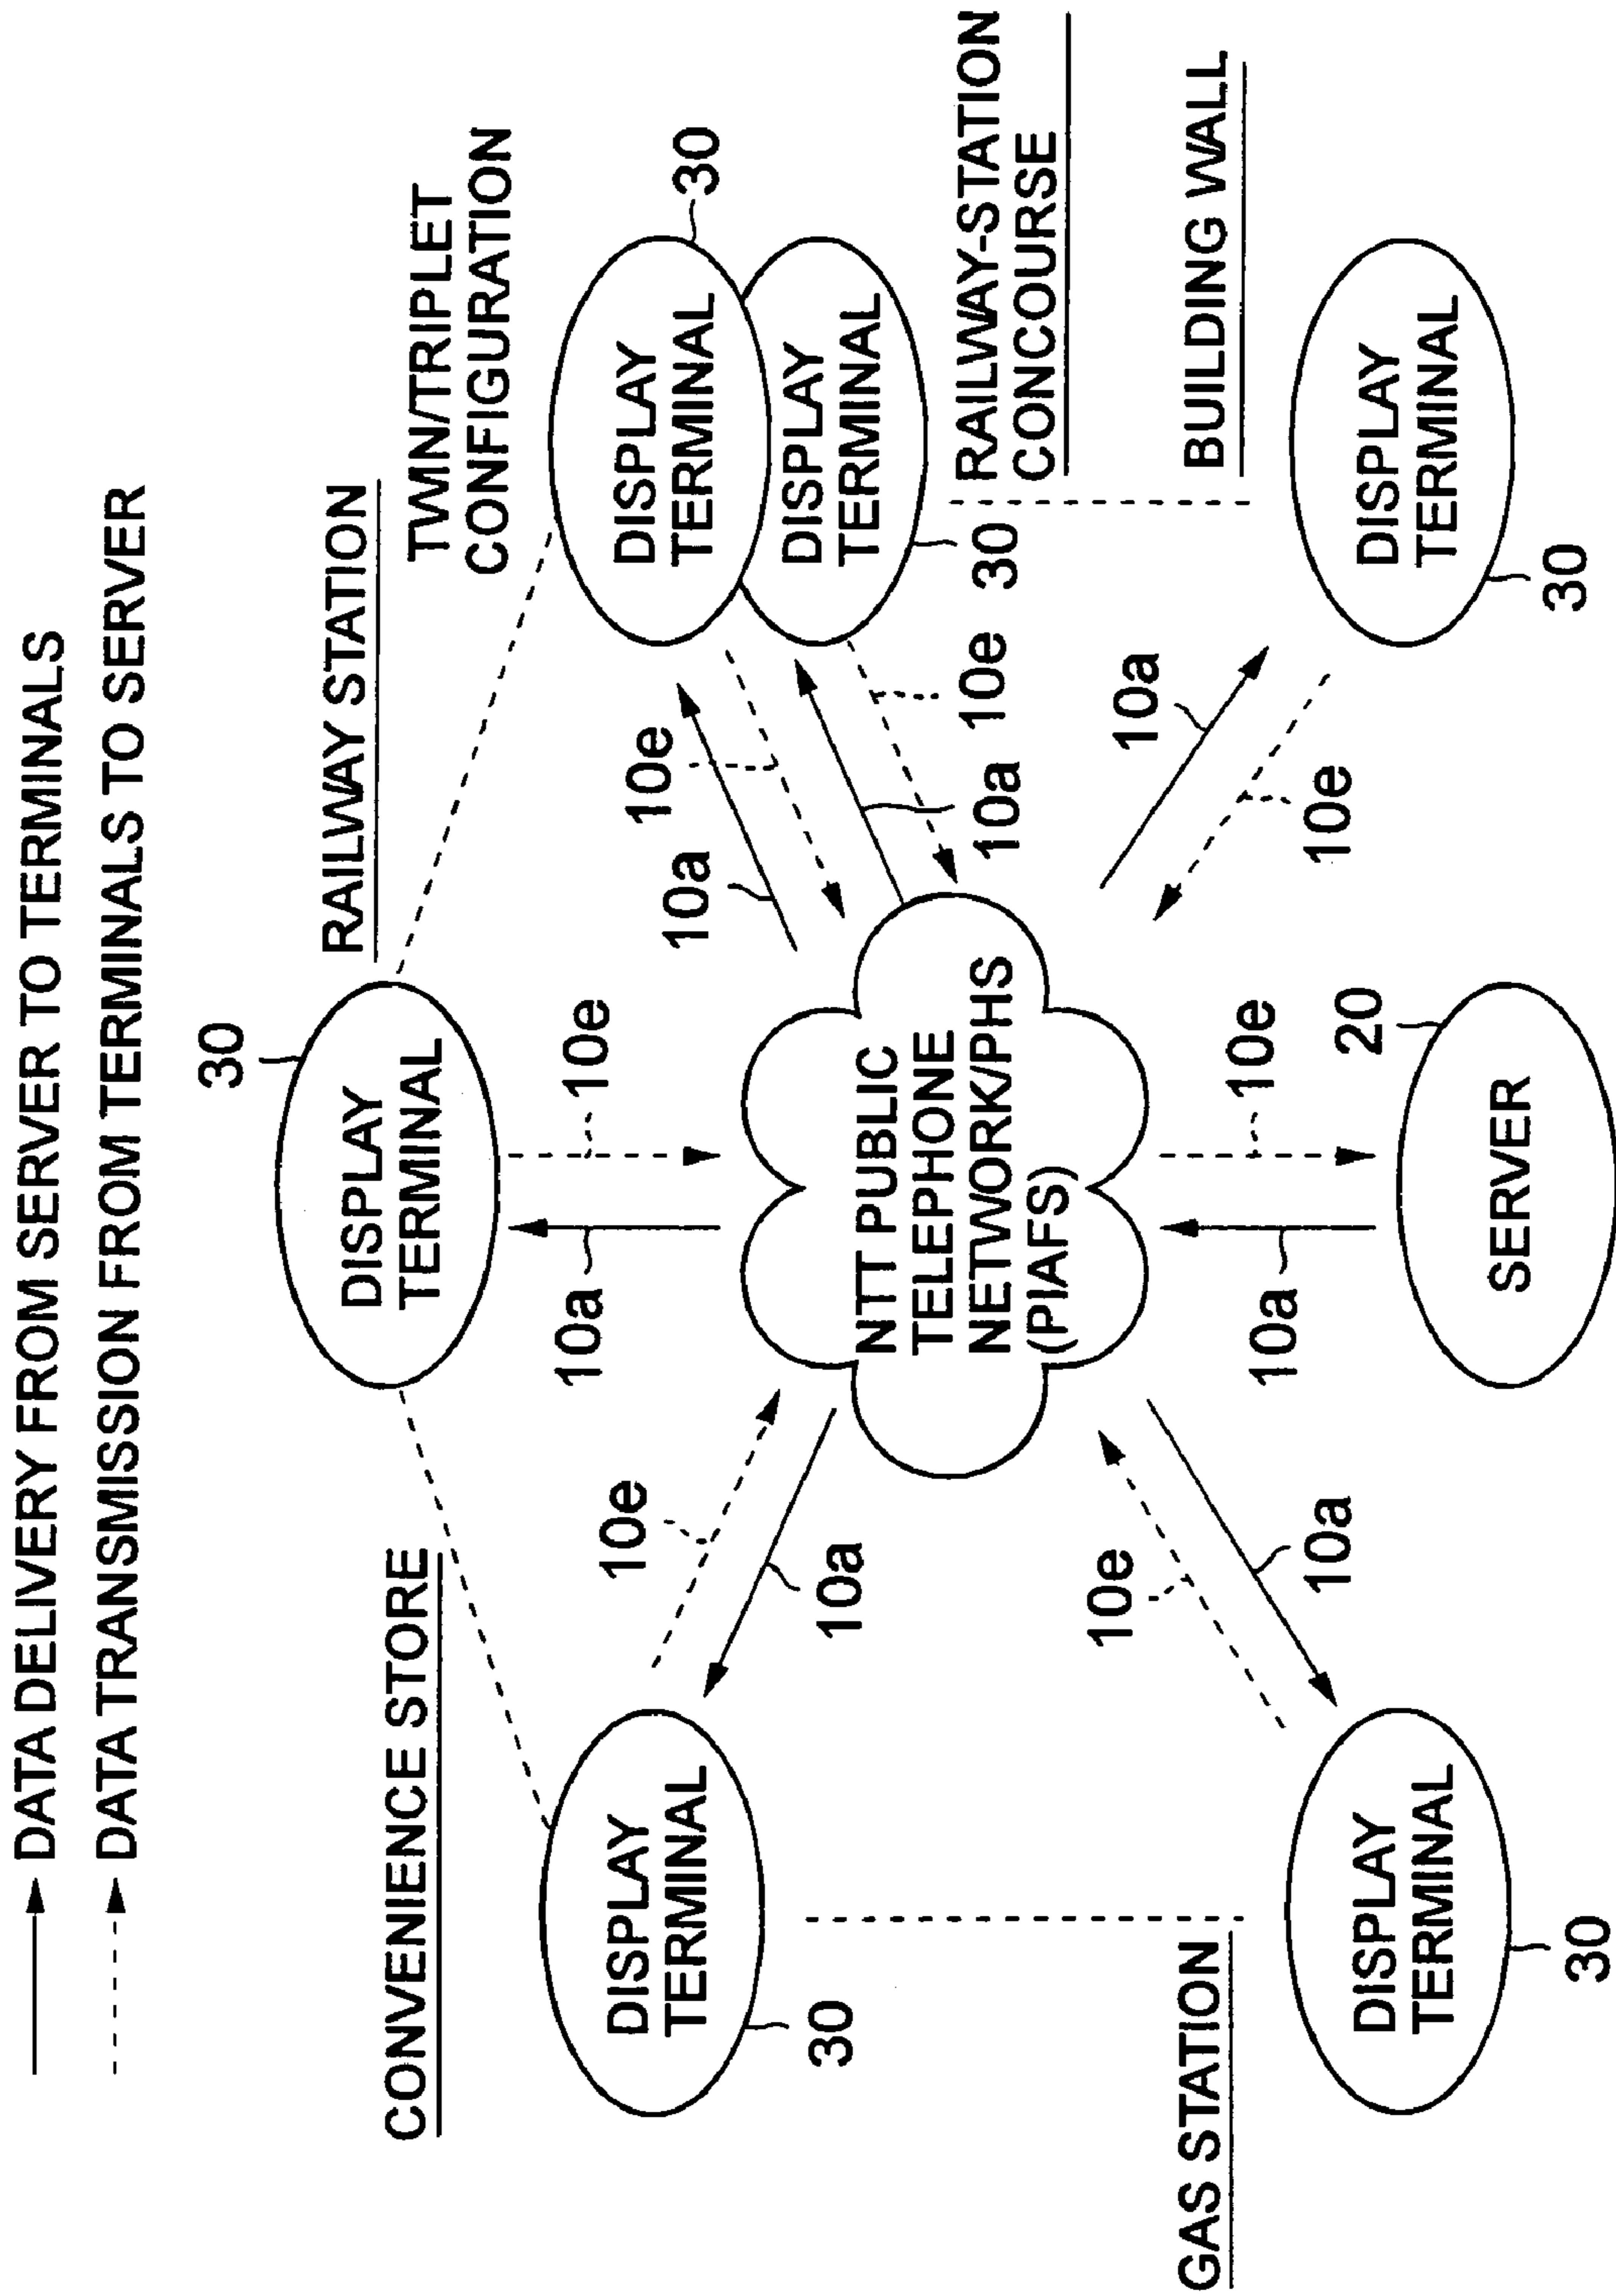 DATA DELIVERY FROM SERVER TO TERMINALS
DATA TRANSMISSION FROM TERMINALS TO SERVER
30
RAILWAY STATION
DISPLAY
TERMINAL
CONVENIENCE STORE
TWIN/TRIPLET
CONFIGURATION
10a
10e
DISPLAY
TERMINAL
30
10e
10a
10e
10a
DISPLAY
TERMINAL
30
DISPLAY
TERMINAL
30
10a
10e
NTT PUBLIC
TELEPHONE
NETWORK/PHS
(PIAFS)
RAILWAY-STATION
CONCOURSE
GAS STATION
BUILDING WALL
10e
10a
10a
10e
10a
10e
20
DISPLAY
TERMINAL
30
SERVER
DISPLAY
TERMINAL
30